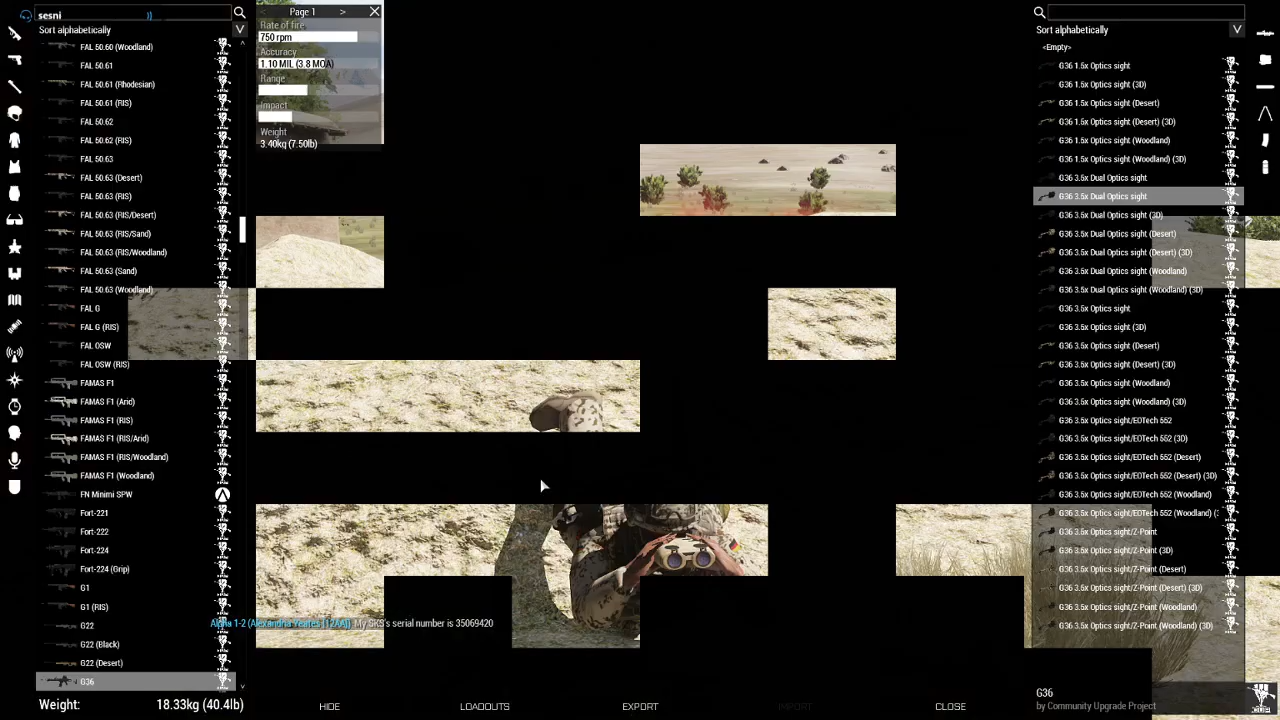 sesni
Sort alphabetically
FAL 50.60 (Woodland)
FAL 50.61
FAL 50.61 (Rhodesian)
FAL 50.61 (RIS)
FAL 50.62
FAL 50.62 (RIS)
FAL 50.63
FAL 50.63 (Desert)
FAL 50.63 (RIS)
FAL 50.63 (RIS/Desert)
FAL 50.63 (RIS/Sand)
FAL 50.63 (RIS/Woodland)
FAL 50.63 (Sand)
FAL 50.63 (Woodland)
FAL G
FAL G (RIS)
FAL OSW
FAL OSW (RIS)
FAMAS F1
FAMAS F1 (Arid)
FAMAS F1 (RIS)
FAMAS F1 (RIS/Arid)
FAMAS F1 (RIS/Woodland)
FAMAS F1 (Woodland)
FN Minimi SPW
Fort-221
Fort-222
Fort-224
Fort-224 (Grip)
G1
G1 (RIS)
G22
G22 (Black)
G22 (Desert)
G36
Weight: 18.33kg (40.4lb)
Page 1 >
Rate of fire
750 rpm
Accuracy
1.10 MIL (3.8 MOA)
Range
Impact
Weight
3.40kg (7.50lb)
Alpha 1-2 (Alexandria Yeates [12AA]) My SKS's serial number is 35069420
HIDE
LOADOUTS
EXPORT
IMPORT
CLOSE
Sort alphabetically
<Empty>
G36 1.5x Optics sight
G36 1.5x Optics sight (3D)
G36 1.5x Optics sight (Desert)
G36 1.5x Optics sight (Desert) (3D)
G36 1.5x Optics sight (Woodland)
G36 1.5x Optics sight (Woodland) (3D)
G36 3.5x Dual Optics sight
G36 3.5x Dual Optics sight
G36 3.5x Dual Optics sight (3D)
G36 3.5x Dual Optics sight (Desert)
G36 3.5x Dual Optics sight (Desert) (3D)
G36 3.5x Dual Optics sight (Woodland)
G36 3.5x Dual Optics sight (Woodland) (3D)
G36 3.5x Optics sight
G36 3.5x Optics sight (3D)
G36 3.5x Optics sight (Desert)
G36 3.5x Optics sight (Desert) (3D)
G36 3.5x Optics sight (Woodland)
G36 3.5x Optics sight (Woodland) (3D)
G36 3.5x Optics sight/EOTech 552
G36 3.5x Optics sight/EOTech 552 (3D)
G36 3.5x Optics sight/EOTech 552 (Desert)
G36 3.5x Optics sight/EOTech 552 (Desert) (3D)
G36 3.5x Optics sight/EOTech 552 (Woodland)
G36 3.5x Optics sight/EOTech 552 (Woodland) (:
G36 3.5x Optics sight/Z-Point
G36 3.5x Optics sight/Z-Point (3D)
G36 3.5x Optics sight/Z-Point (Desert)
G36 3.5x Optics sight/Z-Point (Desert) (3D)
G36 3.5x Optics sight/Z-Point (Woodland)
G36 3.5x Optics sight/Z-Point (Woodland) (3D)
G36
by Community Upgrade Project